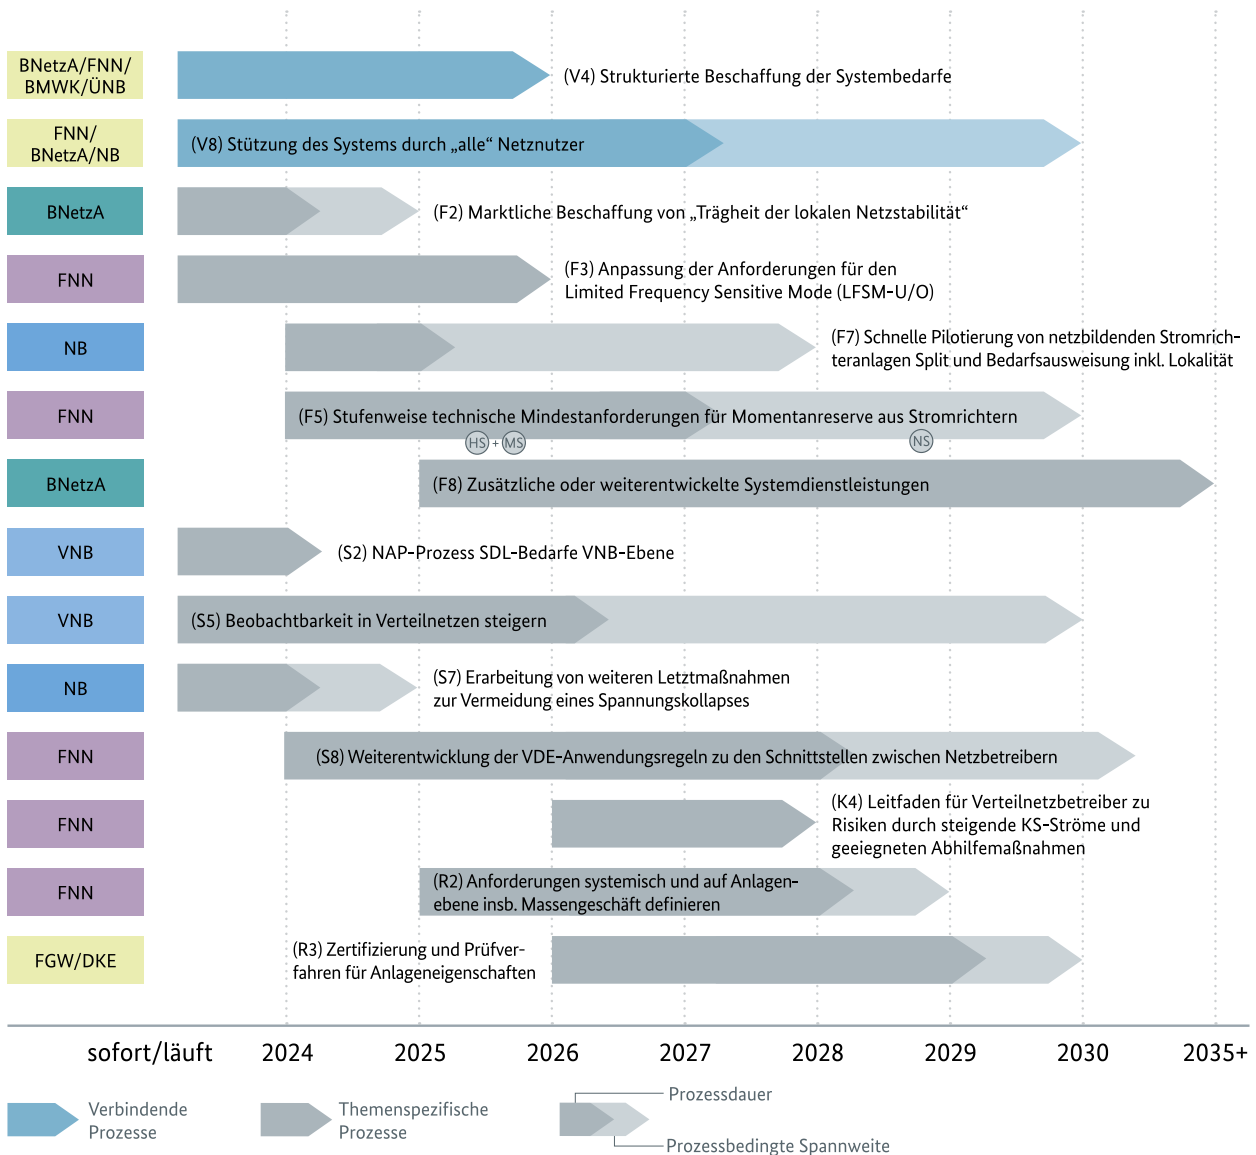 BNetzA/FNN/
BMWK/ÜNB
(V4) Strukturierte Beschaffung der Systembedarfe
FNN/
BNetzA/NB
(V8) Stützung des Systems durch „alle“ Netznutzer
BNetzA
(F2) Marktliche Beschaffung von „Trägheit der lokalen Netzstabilität“
FNN
(F3) Anpassung der Anforderungen für den
Limited Frequency Sensitive Mode (LFSM-U/O)
NB
(F7) Schnelle Pilotierung von netzbildenden Stromrich-
teranlagen Split und Bedarfsausweisung inkl. Lokalität
FNN
(F5) Stufenweise technische Mindestanforderungen für Momentanreserve aus Stromrichtern
HS + MS
NS
BNetzA
(F8) Zusätzliche oder weiterentwickelte Systemdienstleistungen
VNB
(S2) NAP-Prozess SDL-Bedarfe VNB-Ebene
VNB
(S5) Beobachtbarkeit in Verteilnetzen steigern
NB
(S7) Erarbeitung von weiteren Letztmaßnahmen
zur Vermeidung eines Spannungskollapses
FNN
(S8) Weiterentwicklung der VDE-Anwendungsregeln zu den Schnittstellen zwischen Netzbetreibern
FNN
(K4) Leitfaden für Verteilnetzbetreiber zu
Risiken durch steigende KS-Ströme und
geeiegneten Abhilfemaßnahmen
FNN
(R2) Anforderungen systemisch und auf Anlagen-
ebene insb. Massengeschäft definieren
FGW/DKE
(R3) Zertifizierung und Prüfver-
fahren für Anlageneigenschaften
sofort/läuft 2024 2025 2026 2027 2028 2029 2030 2035+
Verbindende
Prozesse
Themenspezifische
Prozesse
Prozessdauer
Prozessbedingte Spannweite